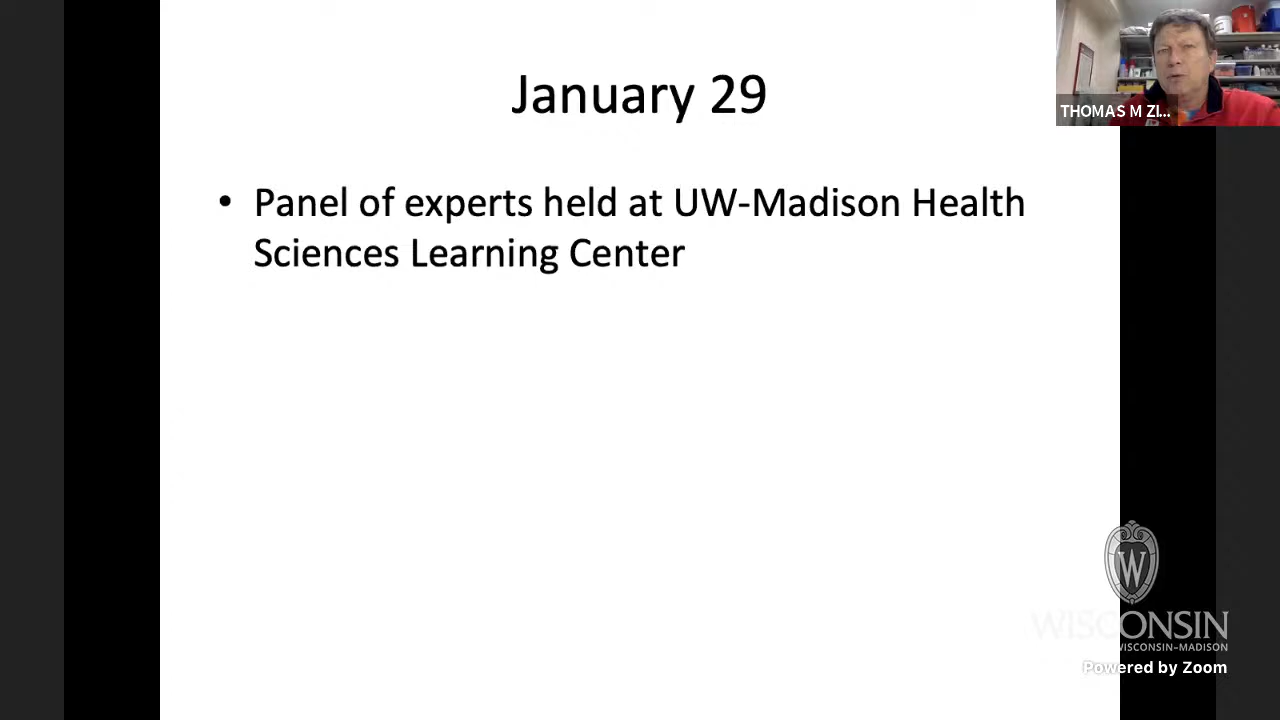 January 29
THOMAS M ZI...
• Panel of experts held at UW-Madison Health
Sciences Learning Center
W
WISCONSIN
WISCONSIN–MADISON
Powered by Zoom